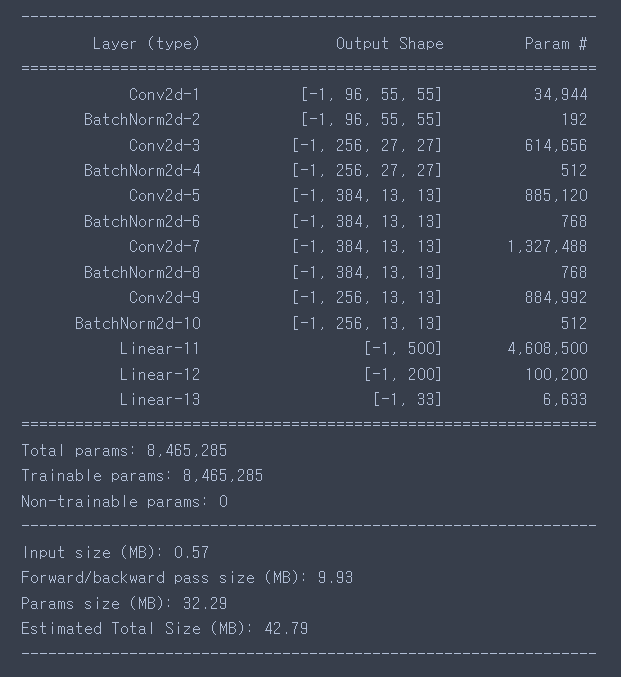 ----------------------------------------------------------------
Layer (type) Output Shape Param #
================================================================
Conv2d-1 [-1, 96, 55, 55] 34,944
BatchNorm2d-2 [-1, 96, 55, 55] 192
Conv2d-3 [-1, 256, 27, 27] 614,656
BatchNorm2d-4 [-1, 256, 27, 27] 512
Conv2d-5 [-1, 384, 13, 13] 885,120
BatchNorm2d-6 [-1, 384, 13, 13] 768
Conv2d-7 [-1, 384, 13, 13] 1,327,488
BatchNorm2d-8 [-1, 384, 13, 13] 768
Conv2d-9 [-1, 256, 13, 13] 884,992
BatchNorm2d-10 [-1, 256, 13, 13] 512
Linear-11 [-1, 500] 4,608,500
Linear-12 [-1, 200] 100,200
Linear-13 [-1, 33] 6,633
================================================================
Total params: 8,465,285
Trainable params: 8,465,285
Non-trainable params: 0
----------------------------------------------------------------
Input size (MB): 0.57
Forward/backward pass size (MB): 9.93
Params size (MB): 32.29
Estimated Total Size (MB): 42.79
----------------------------------------------------------------